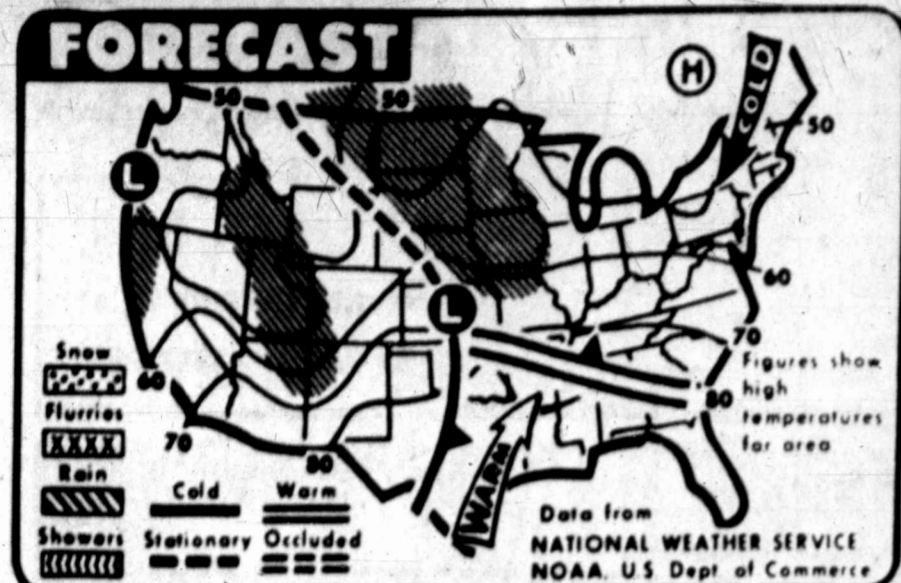 FORECAST
H
COLD
50
50
50
L
60
L
70
80
Figures show
high
temperatures
for area
60
70
80
WARM
Snow
Flurries
XXXX
Rain
Showers
Cold
Warm
Stationary
Occluded
Data from
NATIONAL WEATHER SERVICE
NOAA, U.S. Dept of Commerce